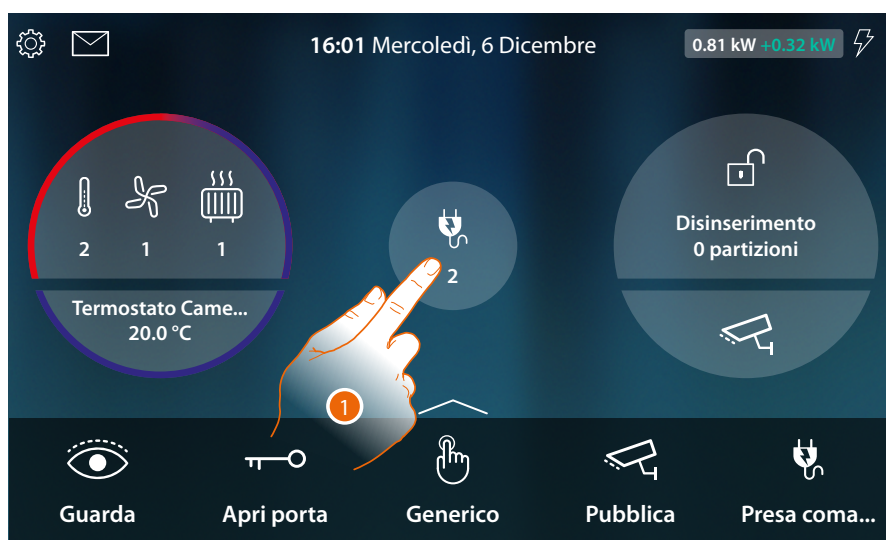 16:01 Mercoledì, 6 Dicembre
0.81 kW +0.32 kW
2 1 1
Termostato Came...
20.0 °C
2
Disinserimento
0 partizioni
1
Guarda Apri porta Generico Pubblica Presa coma...